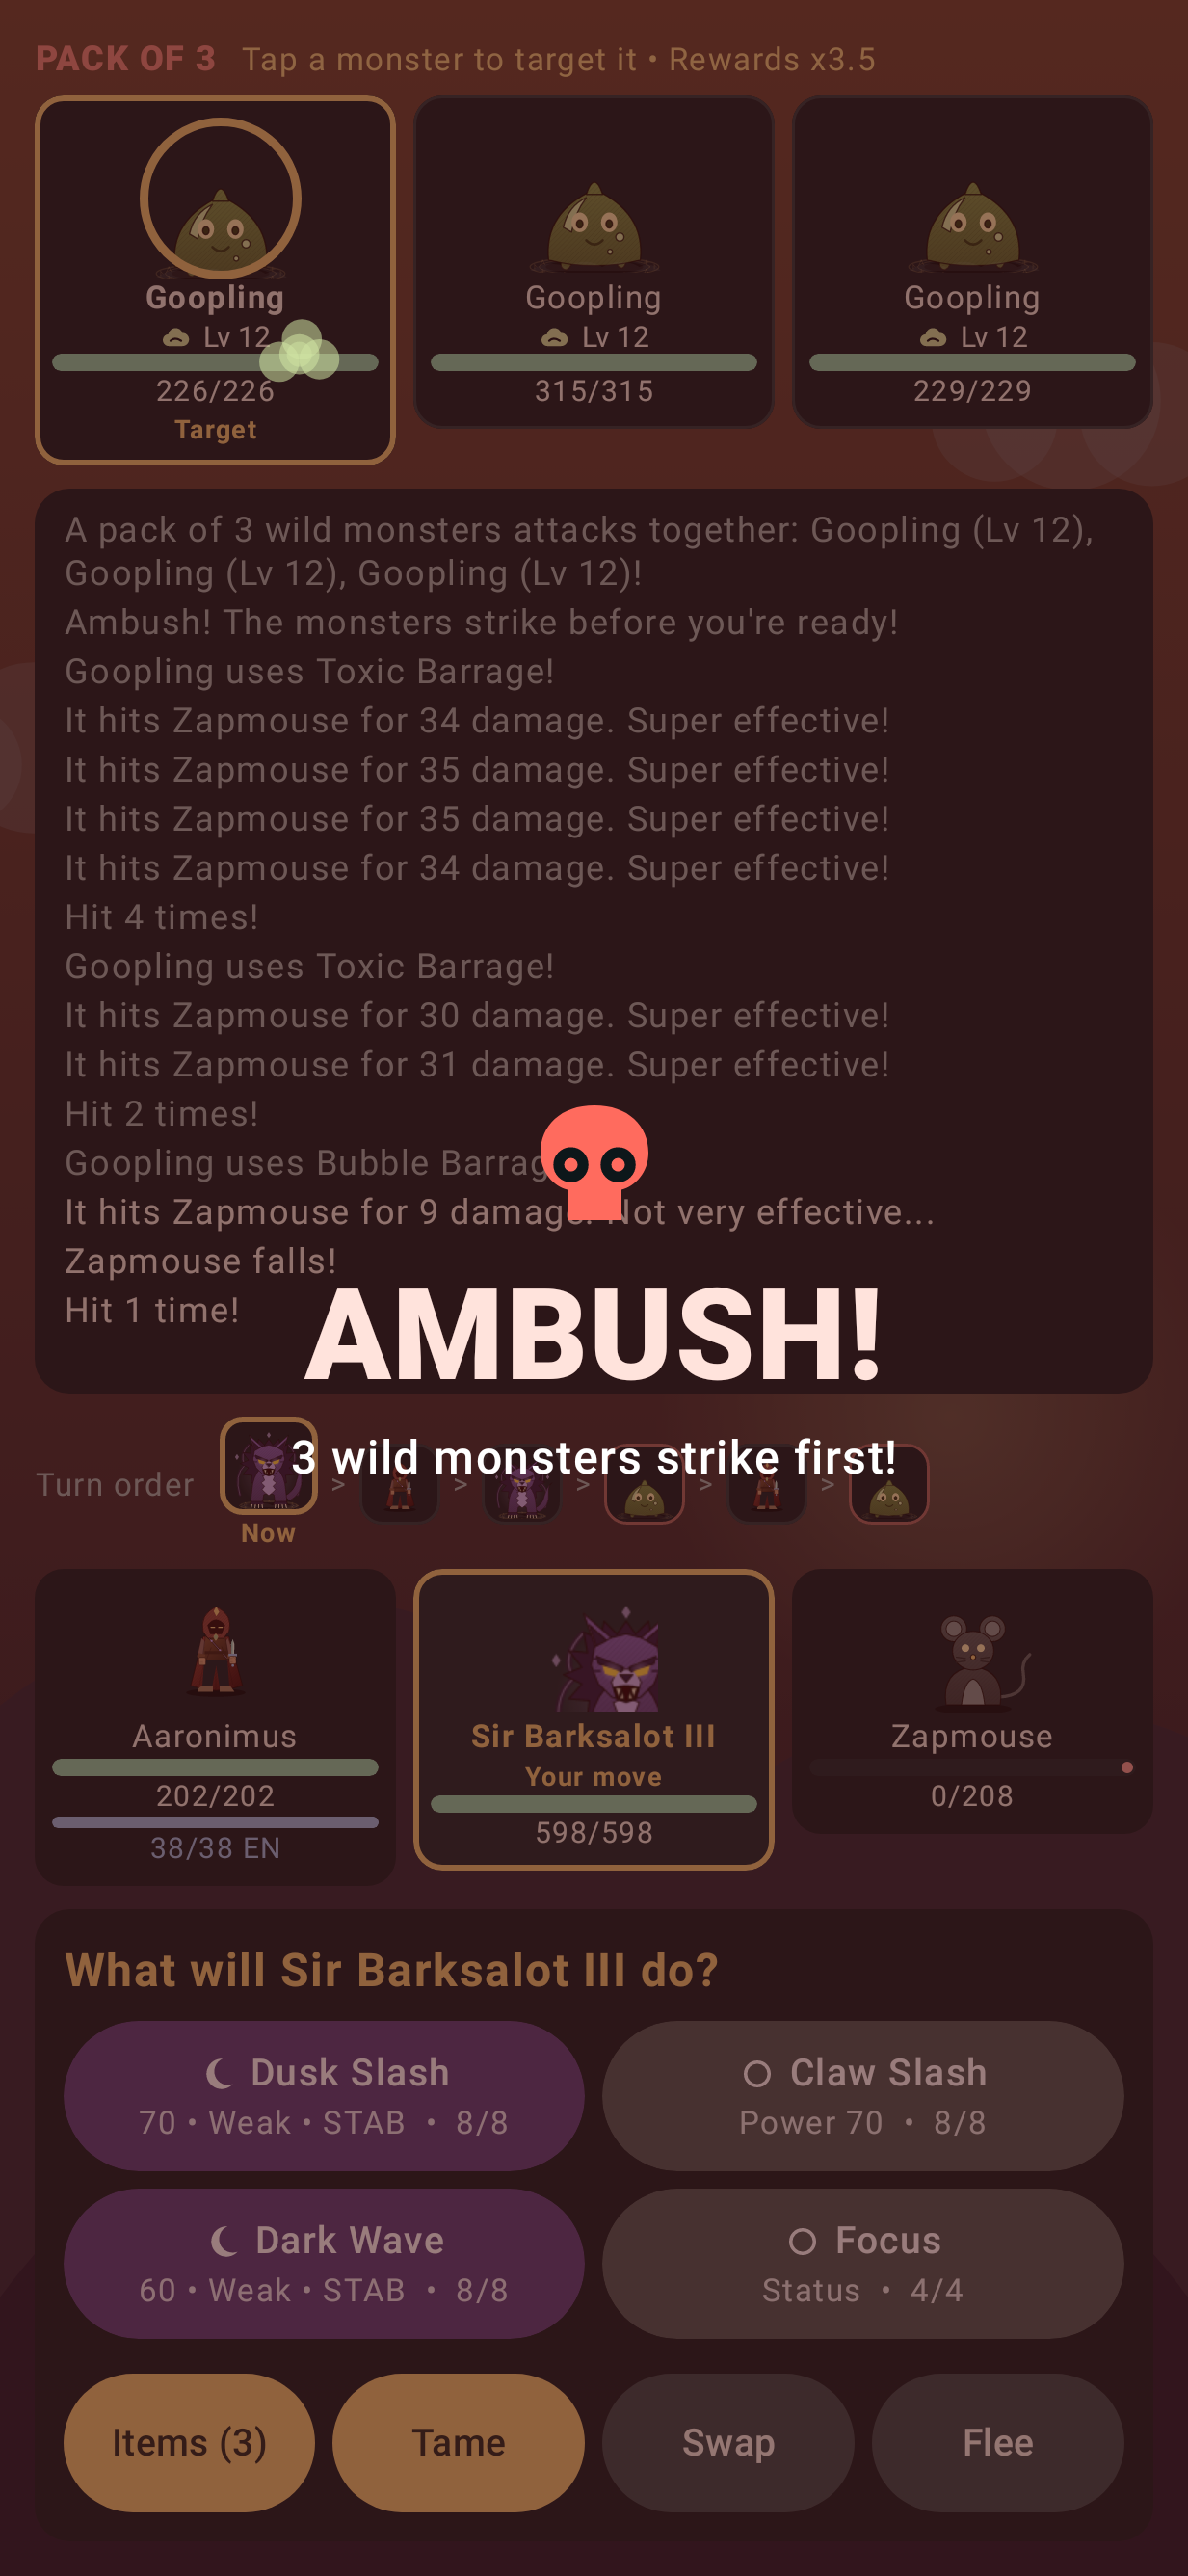 PACK OF 3 Tap a monster to target it • Rewards x3.5
Goopling
Lv 12
226/226
Target
Goopling
Lv 12
315/315
Goopling
Lv 12
229/229
A pack of 3 wild monsters attacks together: Goopling (Lv 12),
Goopling (Lv 12), Goopling (Lv 12)!
Ambush! The monsters strike before you're ready!
Goopling uses Toxic Barrage!
It hits Zapmouse for 34 damage. Super effective!
It hits Zapmouse for 35 damage. Super effective!
It hits Zapmouse for 35 damage. Super effective!
It hits Zapmouse for 34 damage. Super effective!
Hit 4 times!
Goopling uses Toxic Barrage!
It hits Zapmouse for 30 damage. Super effective!
It hits Zapmouse for 31 damage. Super effective!
Hit 2 times!
Goopling uses Bubble Barrag
It hits Zapmouse for 9 damage. Not very effective...
Zapmouse falls!
Hit 1 time!
AMBUSH!
3 wild monsters strike first!
Turn order > > > > >
Now
Aaronimus
202/202
38/38 EN
Sir Barksalot III
Your move
598/598
Zapmouse
0/208
What will Sir Barksalot III do?
Dusk Slash
70 • Weak • STAB • 8/8
Claw Slash
Power 70 • 8/8
Dark Wave
60 • Weak • STAB • 8/8
Focus
Status • 4/4
Items (3)
Tame
Swap
Flee